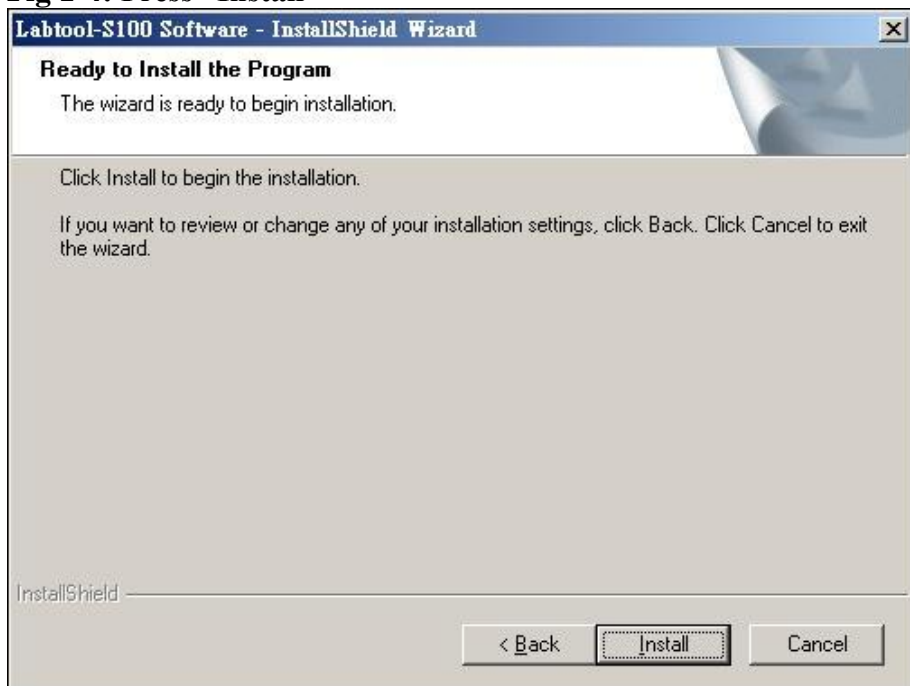 Labtool-S100 Software - InstallShield Wizard
Ready to Install the Program
The wizard is ready to begin installation.
Click Install to begin the installation.
If you want to review or change any of your installation settings, click Back. Click Cancel to exit
the wizard.
InstallShield
< Back
Install
Cancel